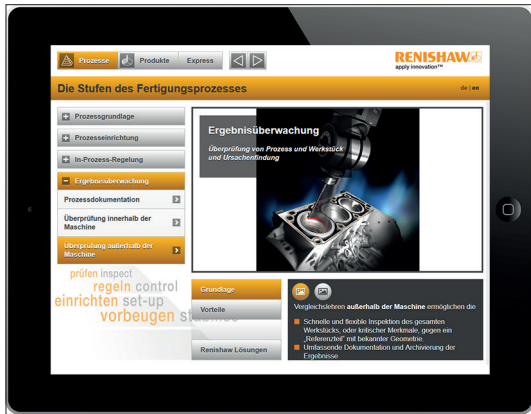 Prozesse Produkte Express
RENISHAW
apply innovation™
Die Stufen des Fertigungsprozesses
de | en
Prozessgrundlage
Prozesseinrichtung
In-Prozess-Regelung
Ergebnisüberwachung
Prozessdokumentation
Überprüfung innerhalb der
Maschine
Überprüfung außerhalb der
Maschine
Ergebnisüberwachung
Überprüfung von Prozess und Werkstück
und Ursachenfindung
prüfen inspect
regeln control
einrichten set-up
vorbeugen
Grundlage
Vorteile
Renishaw Lösungen
Vergleichslehren außerhalb der Maschine ermöglichen die
Schnelle und flexible Inspektion des gesamten
Werkstücks, oder kritischer Merkmale, gegen ein
„Referenzteil" mit bekannter Geometrie.
Umfassende Dokumentation und Archivierung der
Ergebnisse